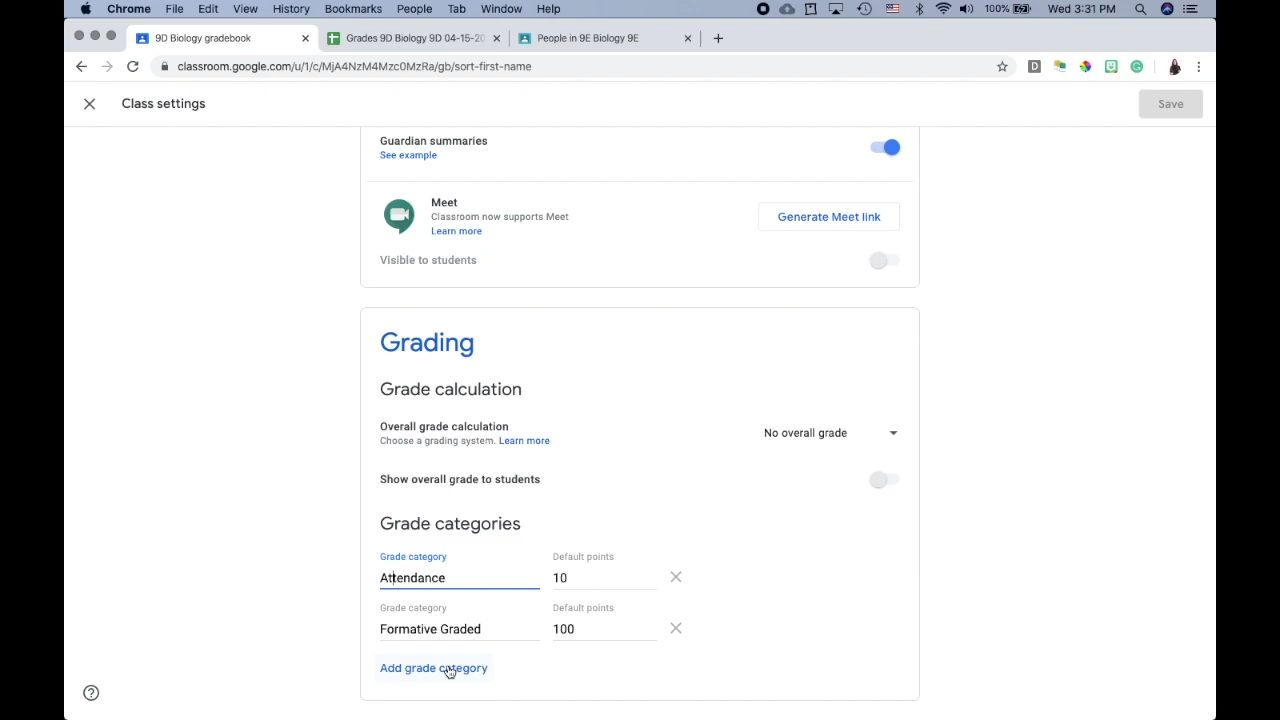 Chrome File Edit View History Bookmarks People Tab Window Help 100% Wed 3:31 PM
9D Biology gradebook Grades 9D Biology 9D 04-15-20 People in 9E Biology 9E
classroom.google.com/u/1/c/MjA4NzM4Mzc0MzRa/gb/sort-first-name
Class settings Save
Guardian summaries
See example
Meet
Classroom now supports Meet
Learn more
Generate Meet link
Visible to students
Grading
Grade calculation
Overall grade calculation
Choose a grading system. Learn more
No overall grade
Show overall grade to students
Grade categories
Grade category Default points
Attendance 10
Grade category Default points
Formative Graded 100
Add grade category